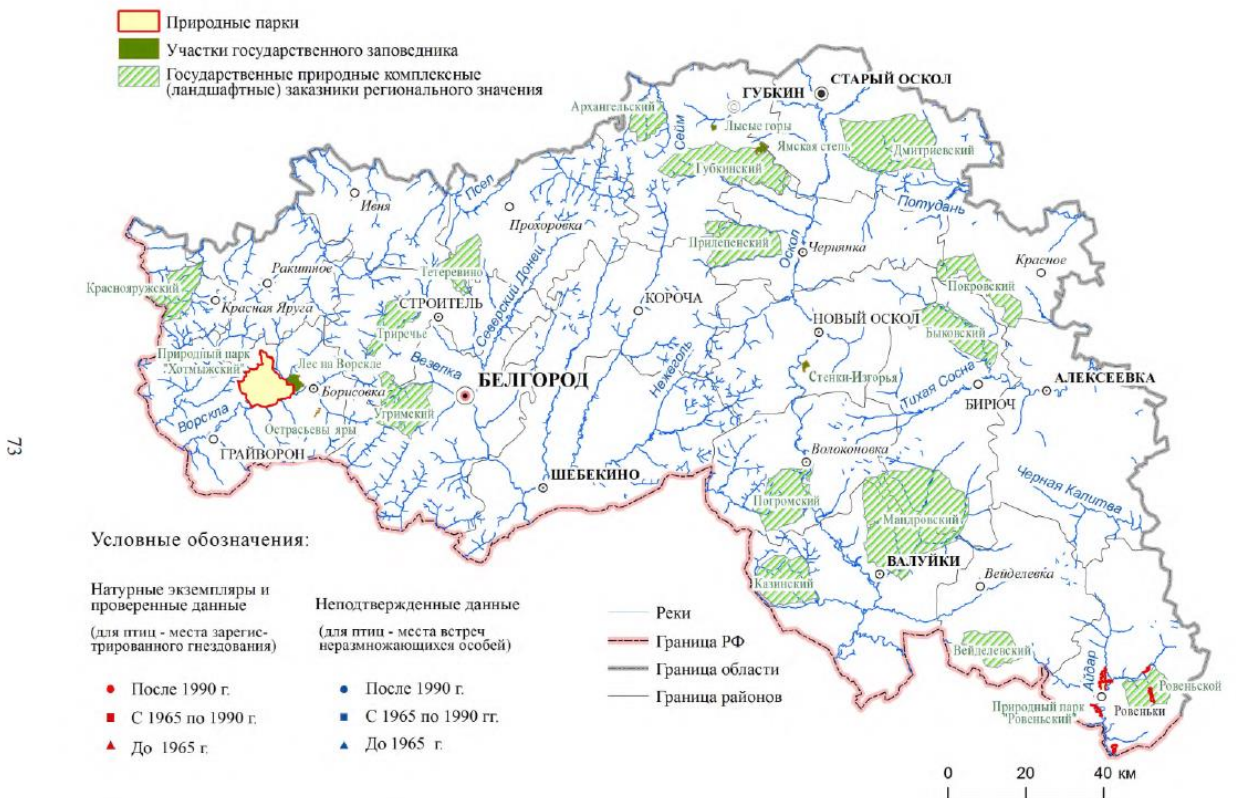 Природные парки
Участки государственного заповедника
Государственные природные комплексные
(ландшафтные) заказники регионального значения
СТАРЫЙ ОСКОЛ
ГУБКИН
Архангельский
Сейм
Лысые горы
Ямская степь
Дмитриевский
Губкинский
Псел
Ивня
Потудань
Прохоровка
Приlепенский
Оскол
Чернянка
Красное
Ракитное
Тетеревино
Северский Донец
Краснояружский
Покровский
КОРОЧА
СТРОИТЕЛЬ
Красная Яруга
Триречье
НОВЫЙ ОСКОЛ
Быковский
Природный парк
"Хотмыжский"
Лес на Ворскле
Везелка
Нежеголь
Стенки-Изгорья
БЕЛГОРОД
Тихая Сосна
АЛЕКСЕЕВКА
Борисовка
БИРЮЧ
Угримский
Ворскла
Острасьевы яры
73
ГРАЙВОРОН
Волоконовка
ШЕБЕКИНО
Погромский
Черная Калитва
Мандровский
Условные обозначения:
ВАЛУЙКИ
Казинский
Вейделевка
Натурные экземпляры и
проверенные данные
(для птиц - места зарегис-
трированного гнездования)
Неподтвержденные данные
(для птиц - места встреч
неразмножающихся особей)
Реки
Граница РФ
Граница области
Граница районов
Вейделевский
Айдар
Ровеньской
Природный парк
"Ровеньский"
Ровеньки
После 1990 г.
С 1965 по 1990 г.
До 1965 г.
После 1990 г.
С 1965 по 1990 гг.
До 1965 г.
0 20 40 км